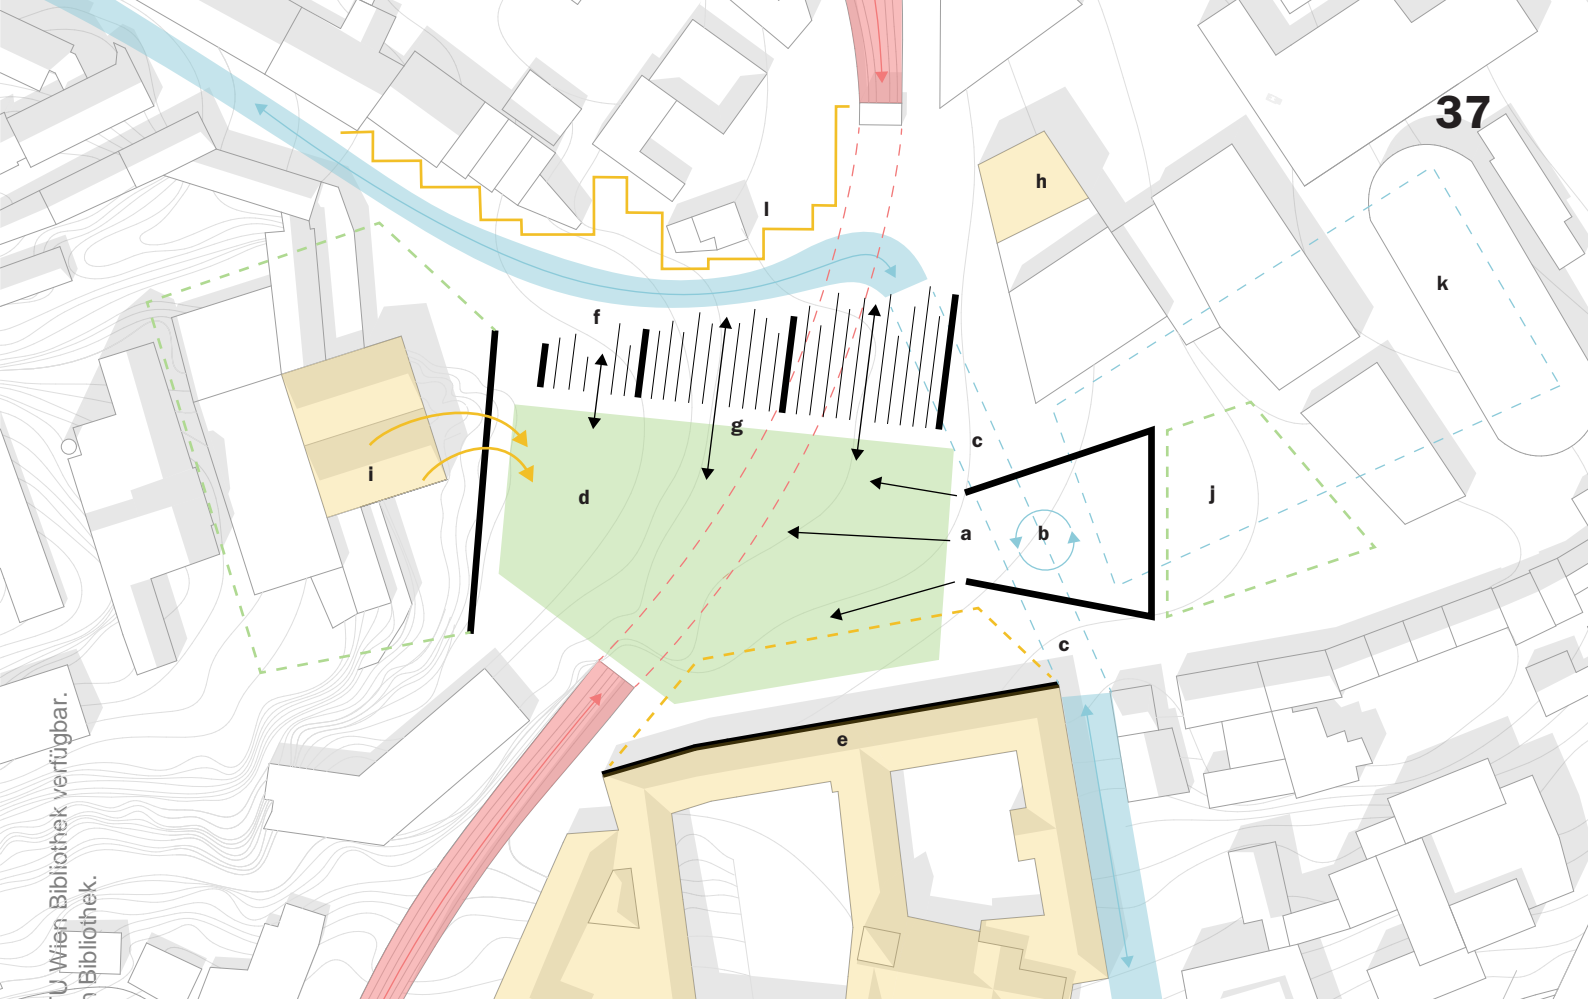 37
h
l
k
f
g
c
i
d
j
a
b
c
e
TU Wien Bibliothek verfügbar.
Bibliothek.